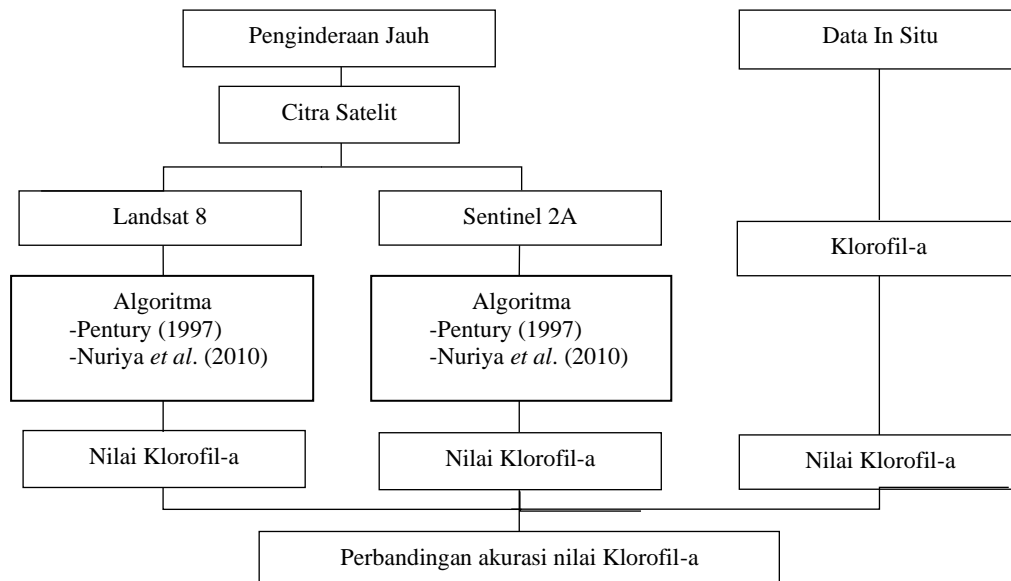 Penginderaan Jauh
Data In Situ
Citra Satelit
Landsat 8
Sentinel 2A
Klorofil-a
Algoritma
-Pentury (1997)
-Nuriya et al. (2010)
Algoritma
-Pentury (1997)
-Nuriya et al. (2010)
Nilai Klorofil-a
Nilai Klorofil-a
Nilai Klorofil-a
Perbandingan akurasi nilai Klorofil-a